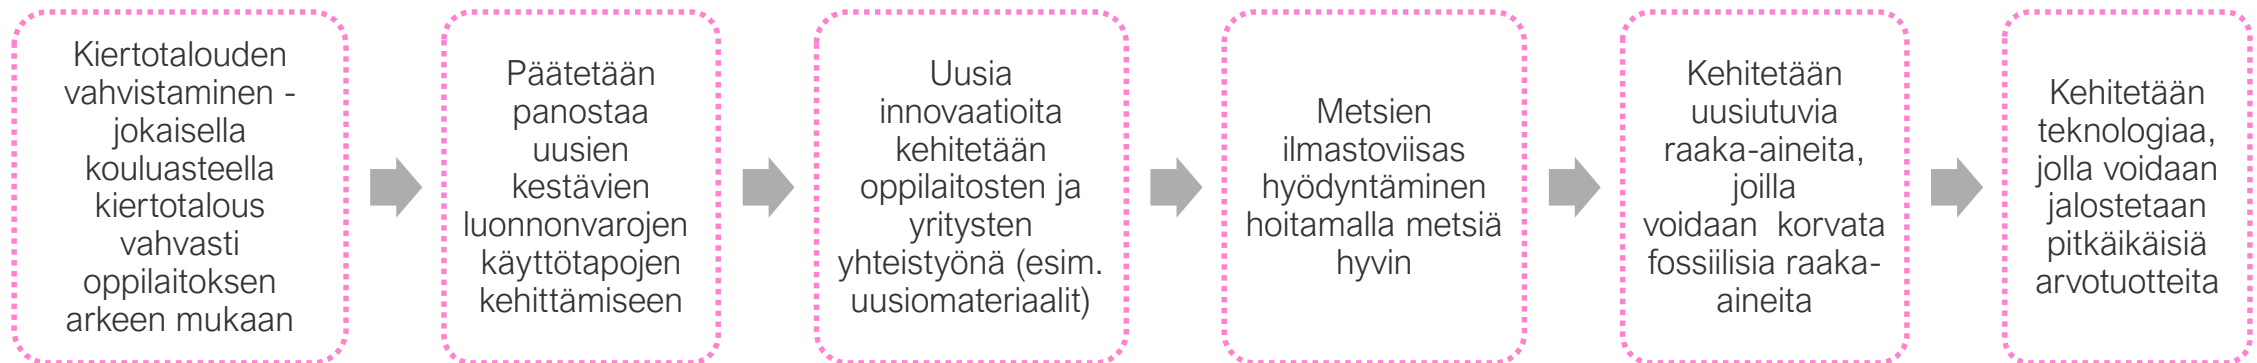 Kiertotalouden
vahvistaminen -
jokaisella
kouluasteella
kiertotalous
vahvasti
oppilaitoksen
arkeen mukaan
Päätetään
panostaa
uusien
kestävien
luonnonvarojen
käyttötapojen
kehittämiseen
Uusia
innovaatioita
kehitetään
oppilaitosten ja
yritysten
yhteistyönä (esim.
uusiomateriaalit)
Metsien
ilmastoviisas
hyödyntäminen
hoitamalla metsiä
hyvin
Kehitetään
uusiutuvia
raaka-aineita,
joilla
voidaan  korvata
fossiilisia raaka-
aineita
Kehitetään
teknologiaa,
jolla voidaan
jalostetaan
pitkäikäisiä
arvotuotteita